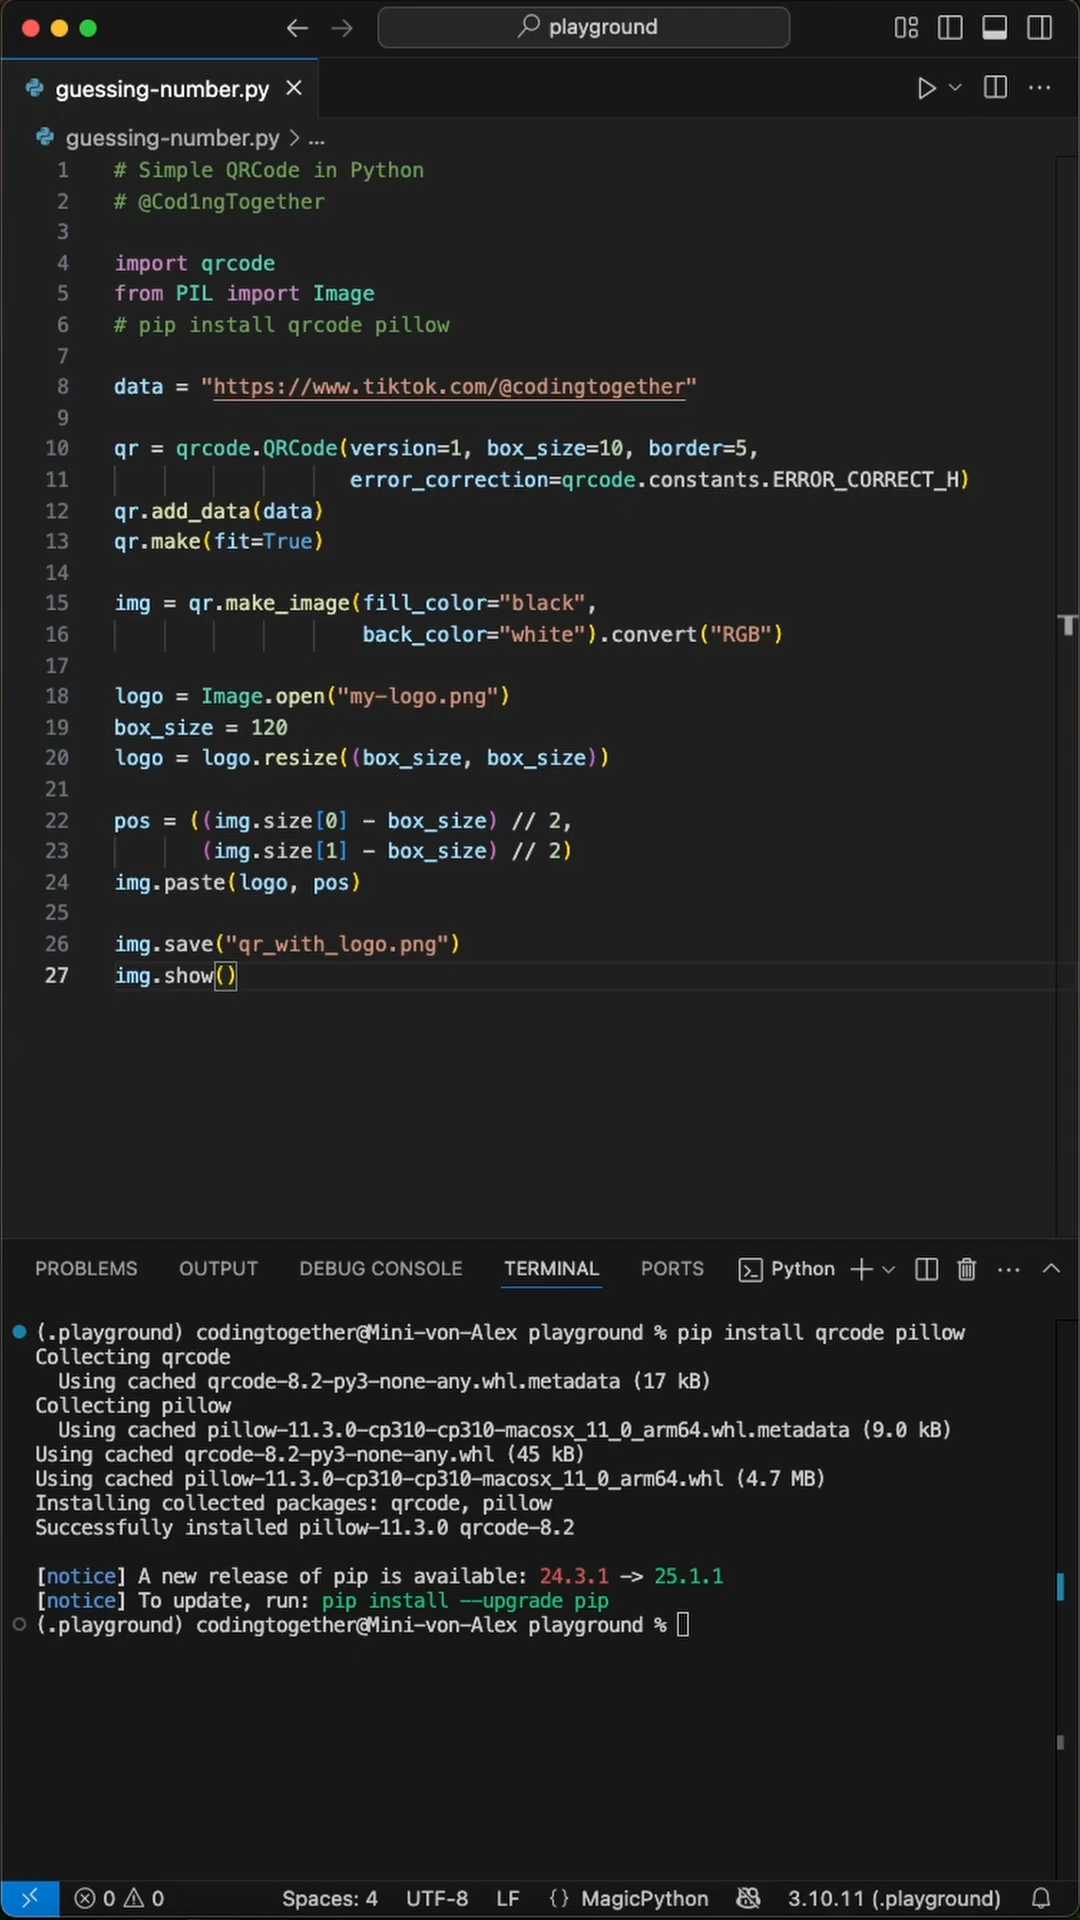 playground
guessing-number.py
guessing-number.py > ...
1 # Simple QRCode in Python
2 # @Cod1ngTogether
3
4 import qrcode
5 from PIL import Image
6 # pip install qrcode pillow
7
8 data = "https://www.tiktok.com/@codingtogether"
9
10 qr = qrcode.QRCode(version=1, box_size=10, border=5,
11 error_correction=qrcode.constants.ERROR_CORRECT_H)
12 qr.add_data(data)
13 qr.make(fit=True)
14
15 img = qr.make_image(fill_color="black",
16 back_color="white").convert("RGB")
17
18 logo = Image.open("my-logo.png")
19 box_size = 120
20 logo = logo.resize((box_size, box_size))
21
22 pos = ((img.size[0] - box_size) // 2,
23 (img.size[1] - box_size) // 2)
24 img.paste(logo, pos)
25
26 img.save("qr_with_logo.png")
27 img.show()
PROBLEMS OUTPUT DEBUG CONSOLE TERMINAL PORTS Python
(.playground) codingtogether@Mini-von-Alex playground % pip install qrcode pillow
Collecting qrcode
Using cached qrcode-8.2-py3-none-any.whl.metadata (17 kB)
Collecting pillow
Using cached pillow-11.3.0-cp310-cp310-macosx_11_0_arm64.whl.metadata (9.0 kB)
Using cached qrcode-8.2-py3-none-any.whl (45 kB)
Using cached pillow-11.3.0-cp310-cp310-macosx_11_0_arm64.whl (4.7 MB)
Installing collected packages: qrcode, pillow
Successfully installed pillow-11.3.0 qrcode-8.2
[notice] A new release of pip is available: 24.3.1 -> 25.1.1
[notice] To update, run: pip install --upgrade pip
(.playground) codingtogether@Mini-von-Alex playground %
0 0 Spaces: 4 UTF-8 LF {} MagicPython 3.10.11 (.playground)